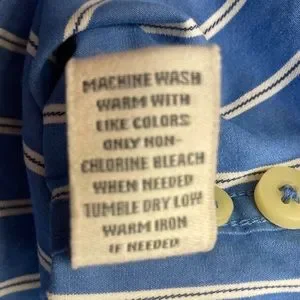 MACHINE WASH
WARM WITH
LIKE COLORS
ONLY NON-
CHLORINE BLEACH
WHEN NEEDED
TUMBLE DRY LOW
WARM IRON
IF NEEDED